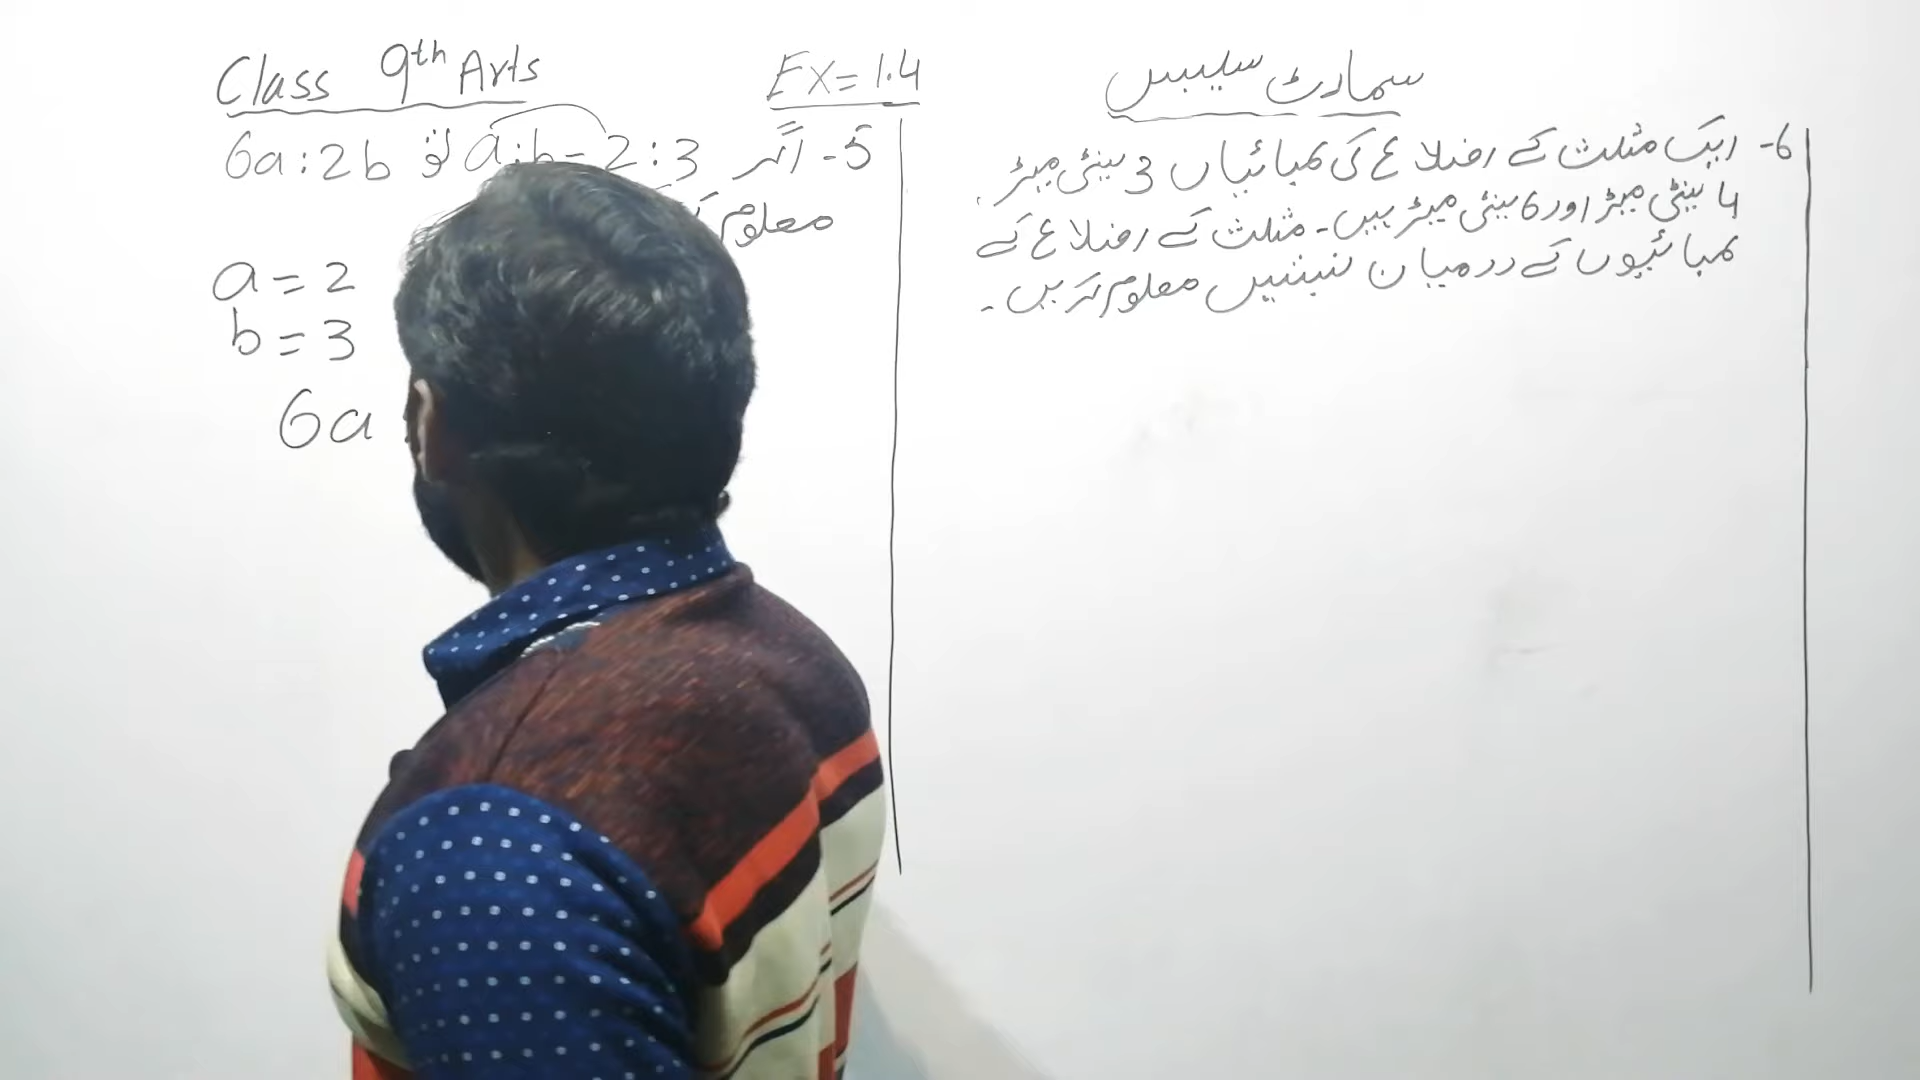 Class 9th Arts
Ex = 1.4
سمارٹ سلیبس
5- اگر a:b = 2:3 تو 6a:2b
معلوم
a = 2
b = 3
6a
6- ایک مثلث کے اضلاع کی لمبائیاں 3 سینٹی میٹر
4 سینٹی میٹر اور 6 سینٹی میٹر ہیں۔ مثلث کے اضلاع کے
لمبائیوں کے درمیان نسبتیں معلوم کریں۔